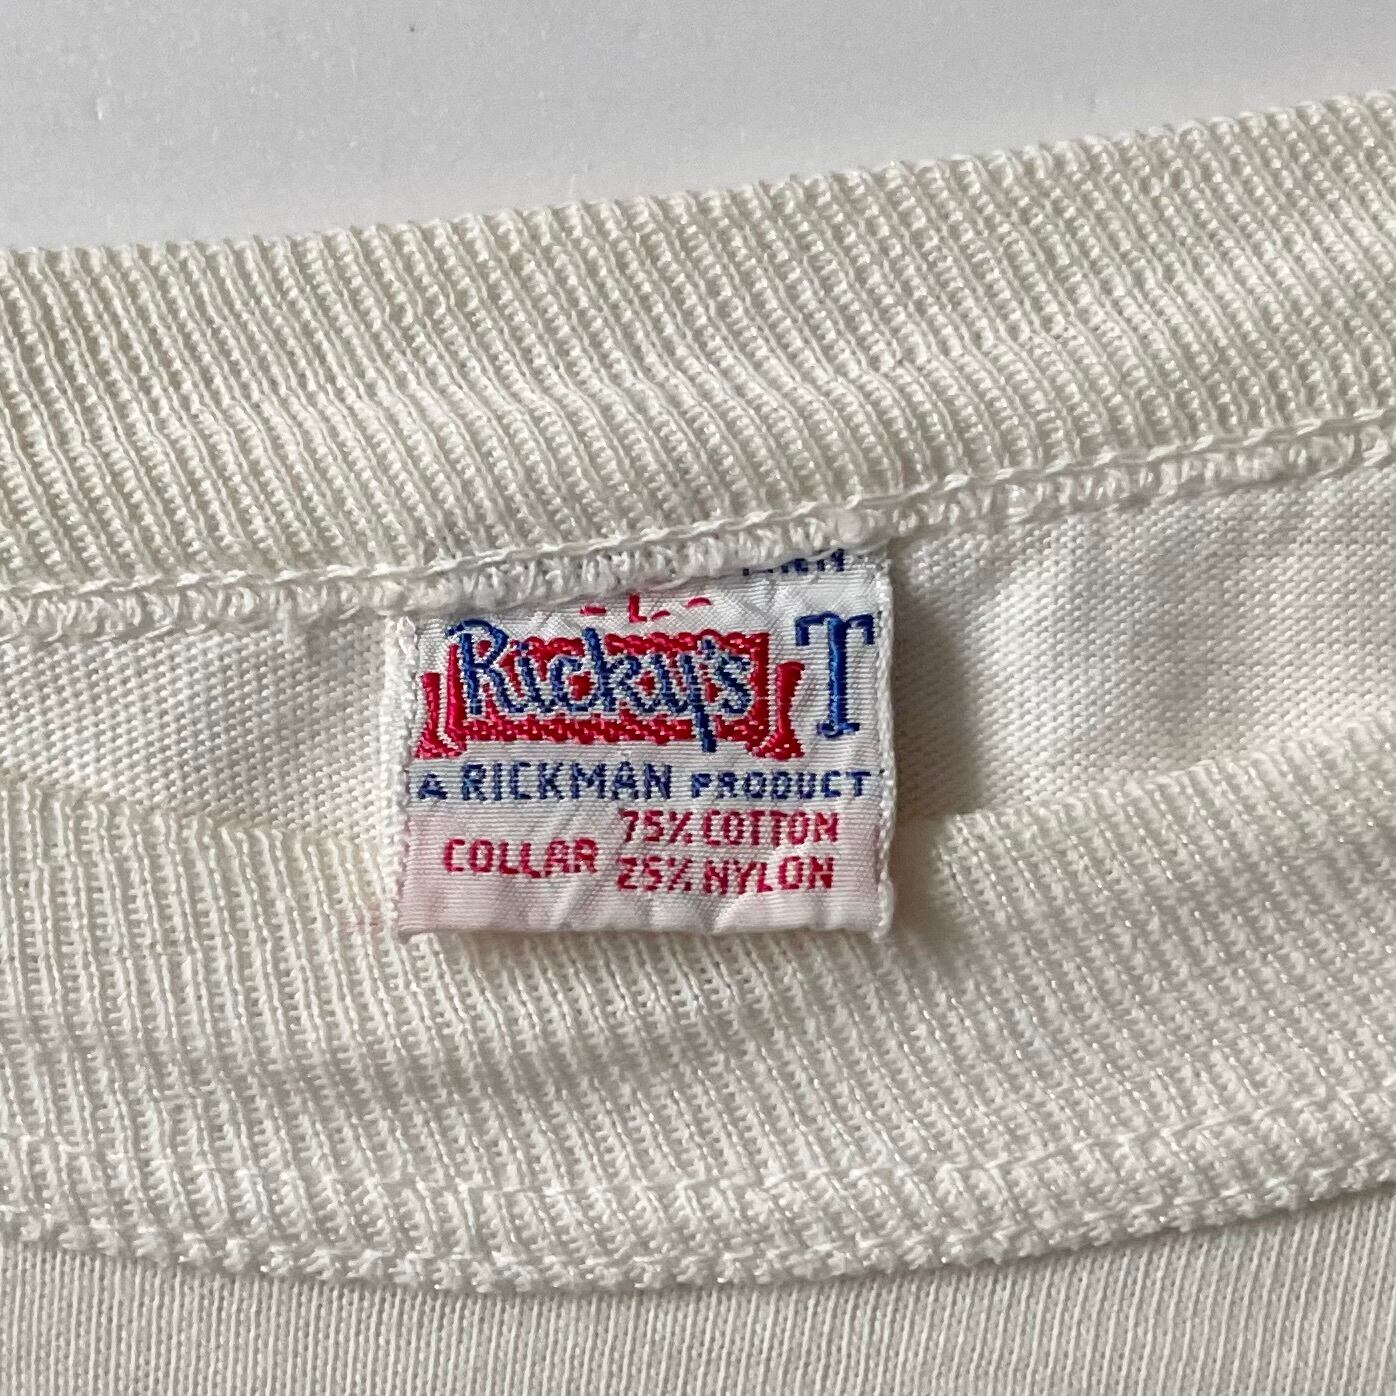 Ricky's T
A RICKMAN PRODUCT
COLLAR 75% COTTON
25% NYLON